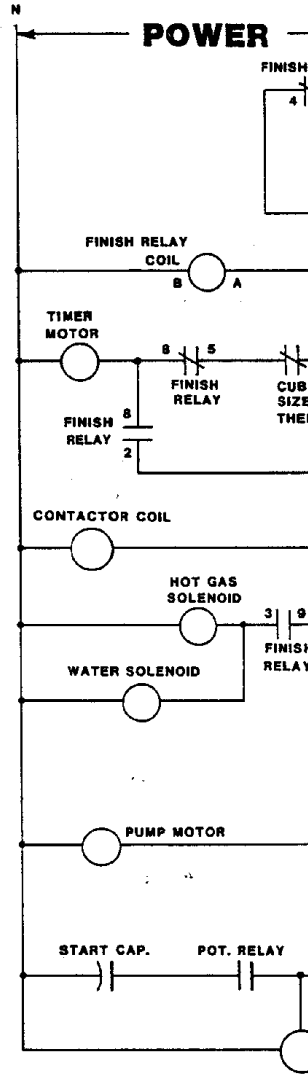 N
POWER
FINISH
4
FINISH RELAY
COIL
B A
TIMER
MOTOR
8 5
FINISH
RELAY
CUB
SIZE
THE
FINISH
RELAY
8
2
CONTACTOR COIL
HOT GAS
SOLENOID
3 9
FINISH
RELAY
WATER SOLENOID
PUMP MOTOR
START CAP.
POT. RELAY